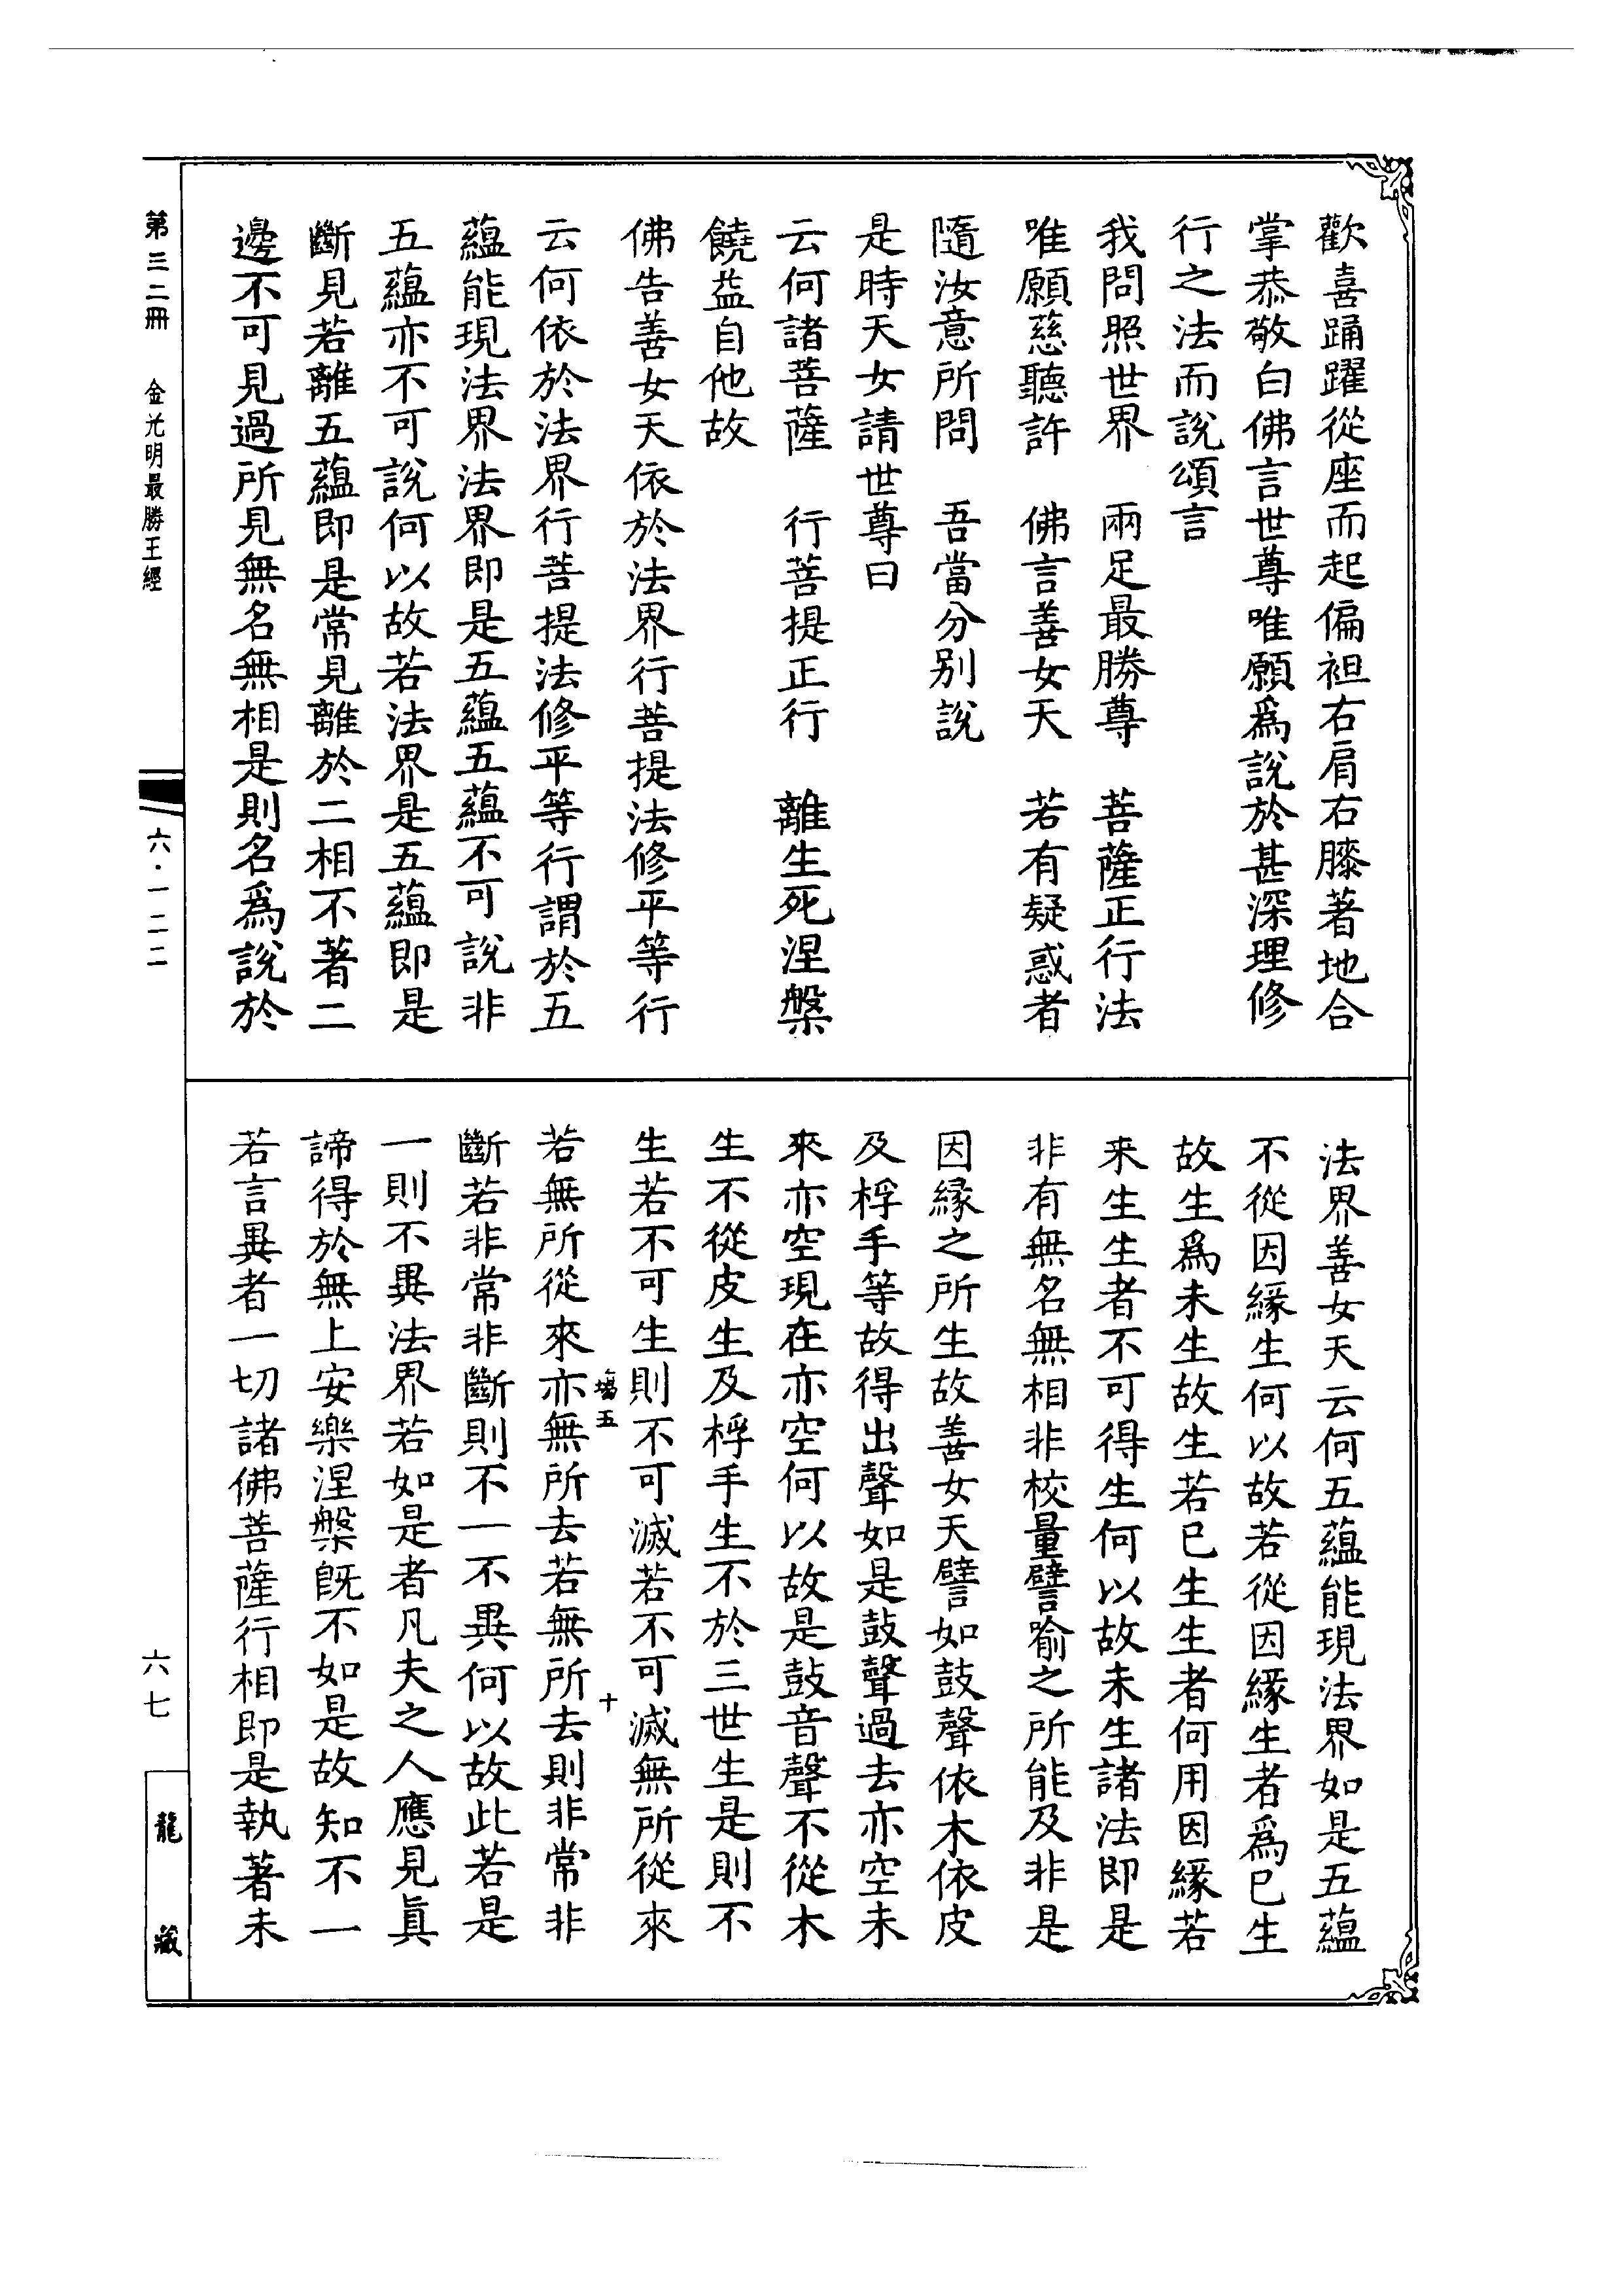 歡喜踊躍從座而起偏袒右肩右膝著地合
掌恭敬白佛言世尊唯願爲說於甚深理修
行之法而說頌言
我問照世界　兩足最勝尊　菩薩正行法
唯願慈聽許　佛言善女天　若有疑惑者
隨汝意所問　吾當分别說
是時天女請世尊曰
云何諸菩薩　行菩提正行　離生死涅槃
饒益自他故
佛告善女天依於法界行菩提法修平等行
云何依於法界行菩提法修平等行謂於五
蘊能現法界法界即是五蘊五蘊不可說非
五蘊亦不可說何以故若法界是五蘊即是
斷見若離五蘊即是常見離於二相不著二
邊不可見過所見無名無相是則名爲說於
法界善女天云何五蘊能現法界如是五蘊
不從因緣生何以故若從因緣生者爲已生
故生爲未生故生若已生生者何用因緣若
未生生者不可得生何以故未生諸法即是
非有無名無相非校量譬喻之所能及非是
因緣之所生故善女天譬如鼓聲依木依皮
及桴手等故得出聲如是鼓聲過去亦空未
來亦空現在亦空何以故是鼓音聲不從木
生不從皮生及桴手生不於三世生是則不
生若不可生則不可滅若不可滅無所從來
塲五
十
若無所從來亦無所去若無所去則非常非
斷若非常非斷則不一不異何以故此若是
一則不異法界若如是者凡夫之人應見真
諦得於無上安樂涅槃旣不如是故知不一
若言異者一切諸佛菩薩行相即是執著未
第三二冊　金光明最勝王經
六·一二二
六七
龍藏